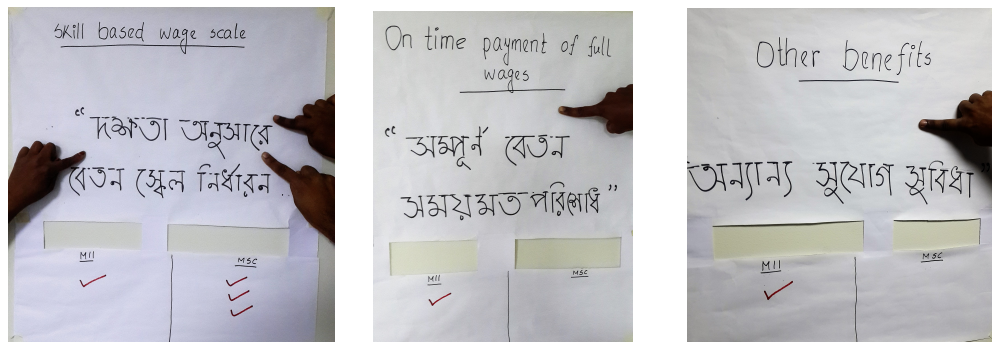 Skill based wage scale
“দক্ষতা অনুসারে
বেতন স্কেল নির্ধারন
MII
MSC
On time payment of full
wages
“সম্পূর্ন বেতন
সময়মত পরিশোধ”
MII
MSC
Other benefits
অন্যান্য সুযোগ সুবিধা”
MII
MSC